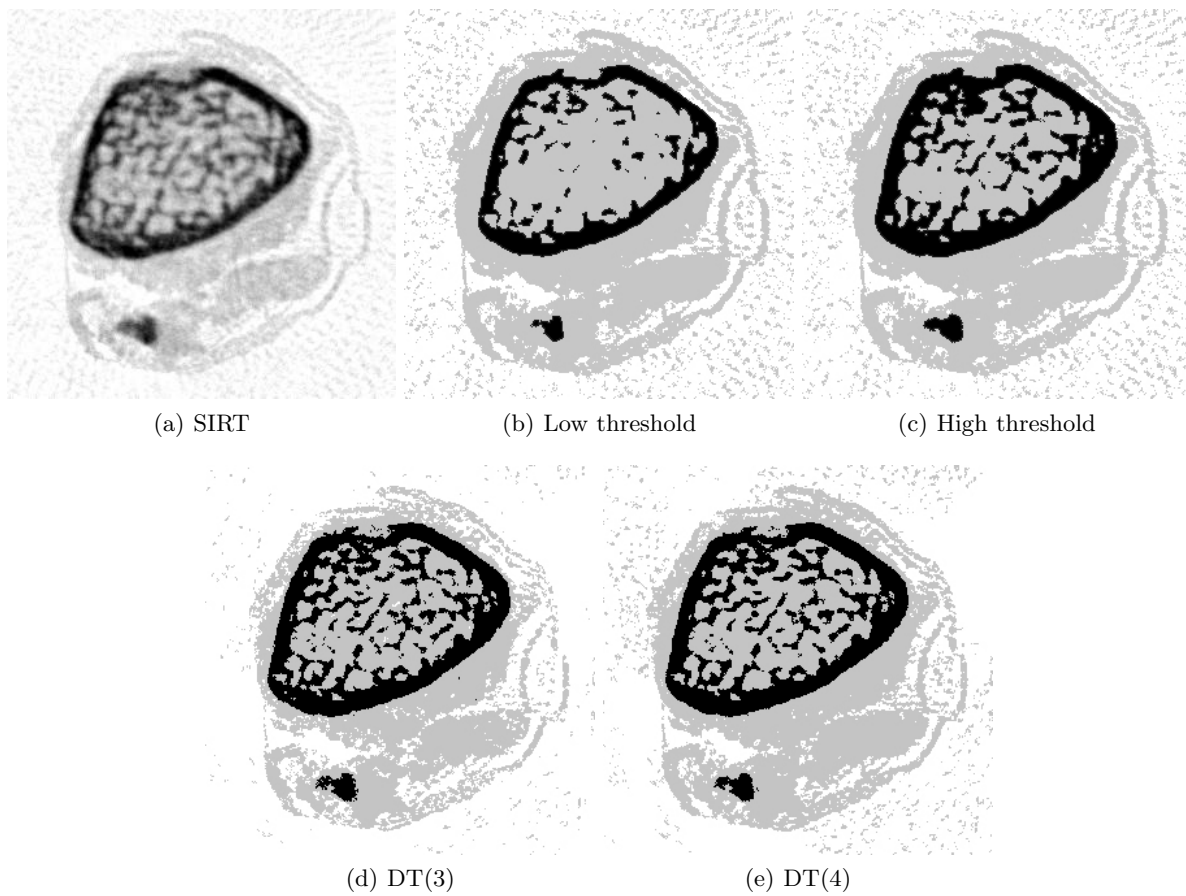 (a) SIRT
(b) Low threshold
(c) High threshold
(d) DT(3)
(e) DT(4)